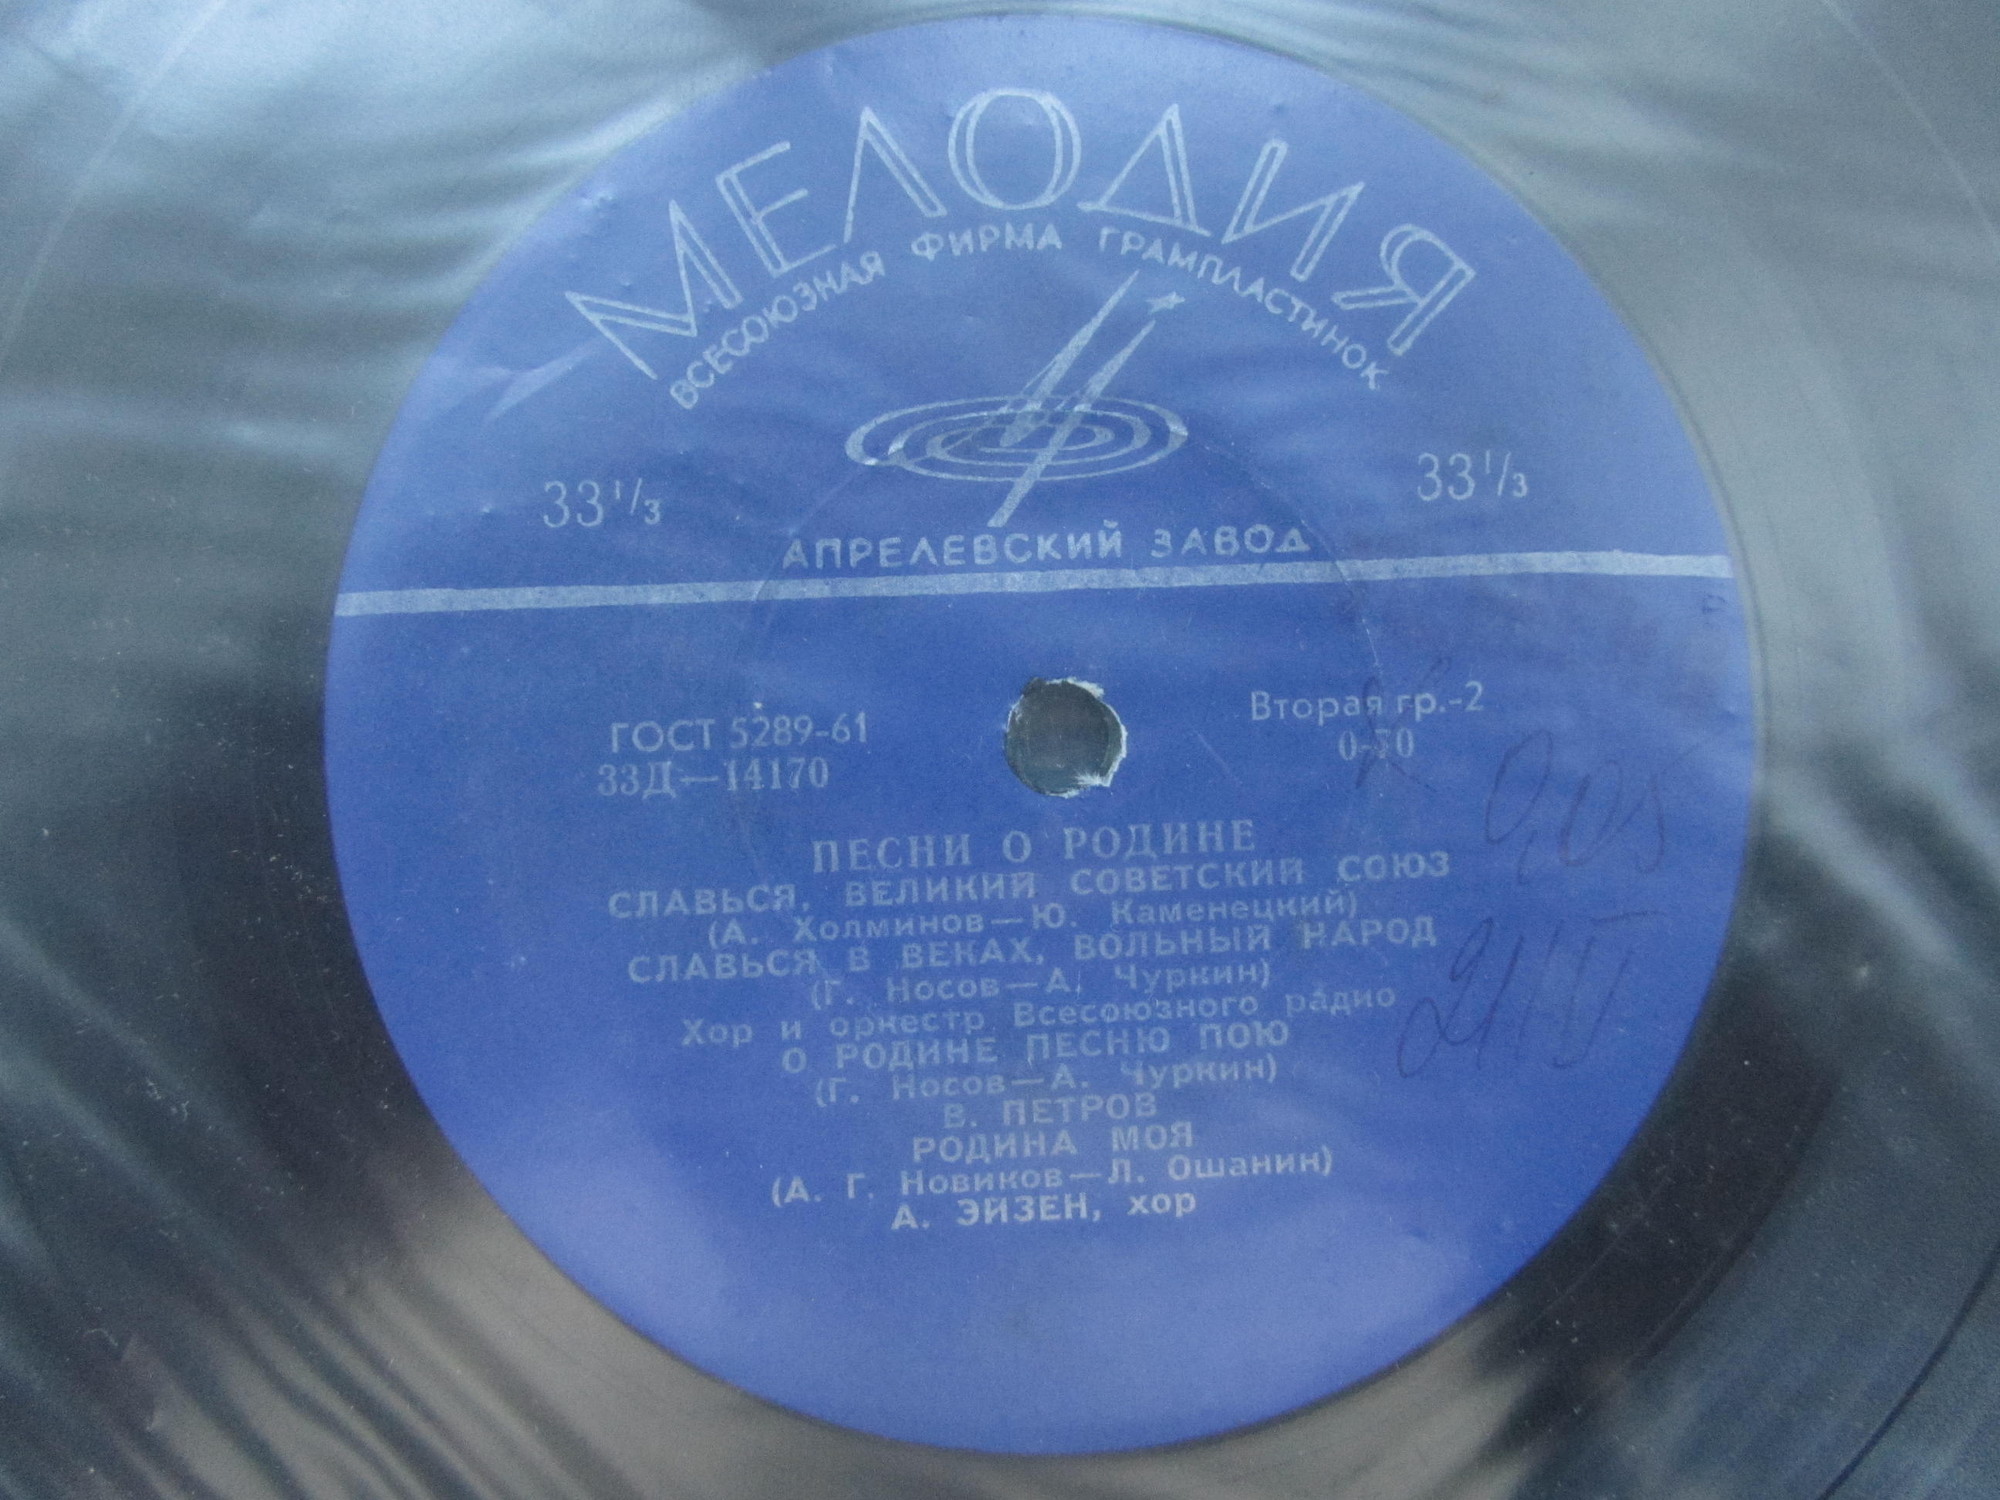 МЕЛОДИЯ
ВСЕСОЮЗНАЯ ФИРМА ГРАМПЛАСТИНОК
33 1/3
33 1/3
АПРЕЛЕВСКИЙ ЗАВОД
ГОСТ 5289-61
33Д—14170
Вторая гр.-2
ПЕСНИ О РОДИНЕ
СЛАВЬСЯ, ВЕЛИКИЙ СОВЕТСКИЙ СОЮЗ
(А. Холминов—Ю. Каменецкий)
СЛАВЬСЯ В ВЕКАХ, ВОЛЬНЫЙ НАРОД
(Г. Носов—А. Чуркин)
Хор и оркестр Всесоюзного радио
О РОДИНЕ ПЕСНЮ ПОЮ
(Г. Носов—А. Чуркин)
В. ПЕТРОВ
РОДИНА МОЯ
(А. Г. Новиков—Л. Ошанин)
А. ЭЙЗЕН, хор
0,05